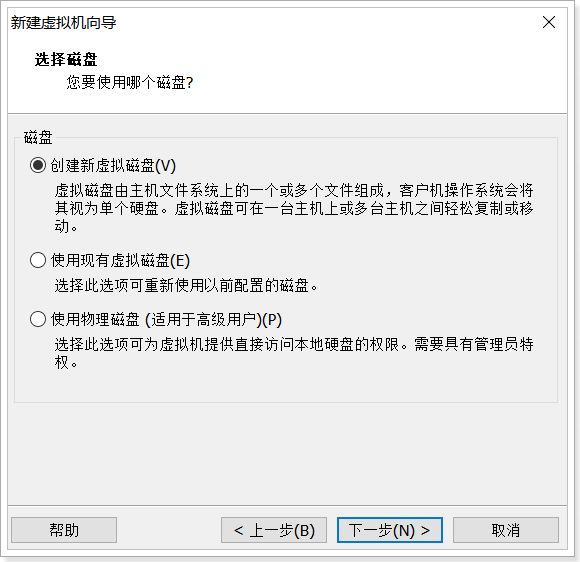 新建虚拟机向导
选择磁盘
您要使用哪个磁盘?
磁盘
创建新虚拟磁盘(V)
虚拟磁盘由主机文件系统上的一个或多个文件组成，客户机操作系统会将
其视为单个硬盘。虚拟磁盘可在一台主机上或多台主机之间轻松复制或移
动。
使用现有虚拟磁盘(E)
选择此选项可重新使用以前配置的磁盘。
使用物理磁盘 (适用于高级用户)(P)
选择此选项可为虚拟机提供直接访问本地硬盘的权限。需要具有管理员特
权。
帮助
< 上一步(B)
下一步(N) >
取消